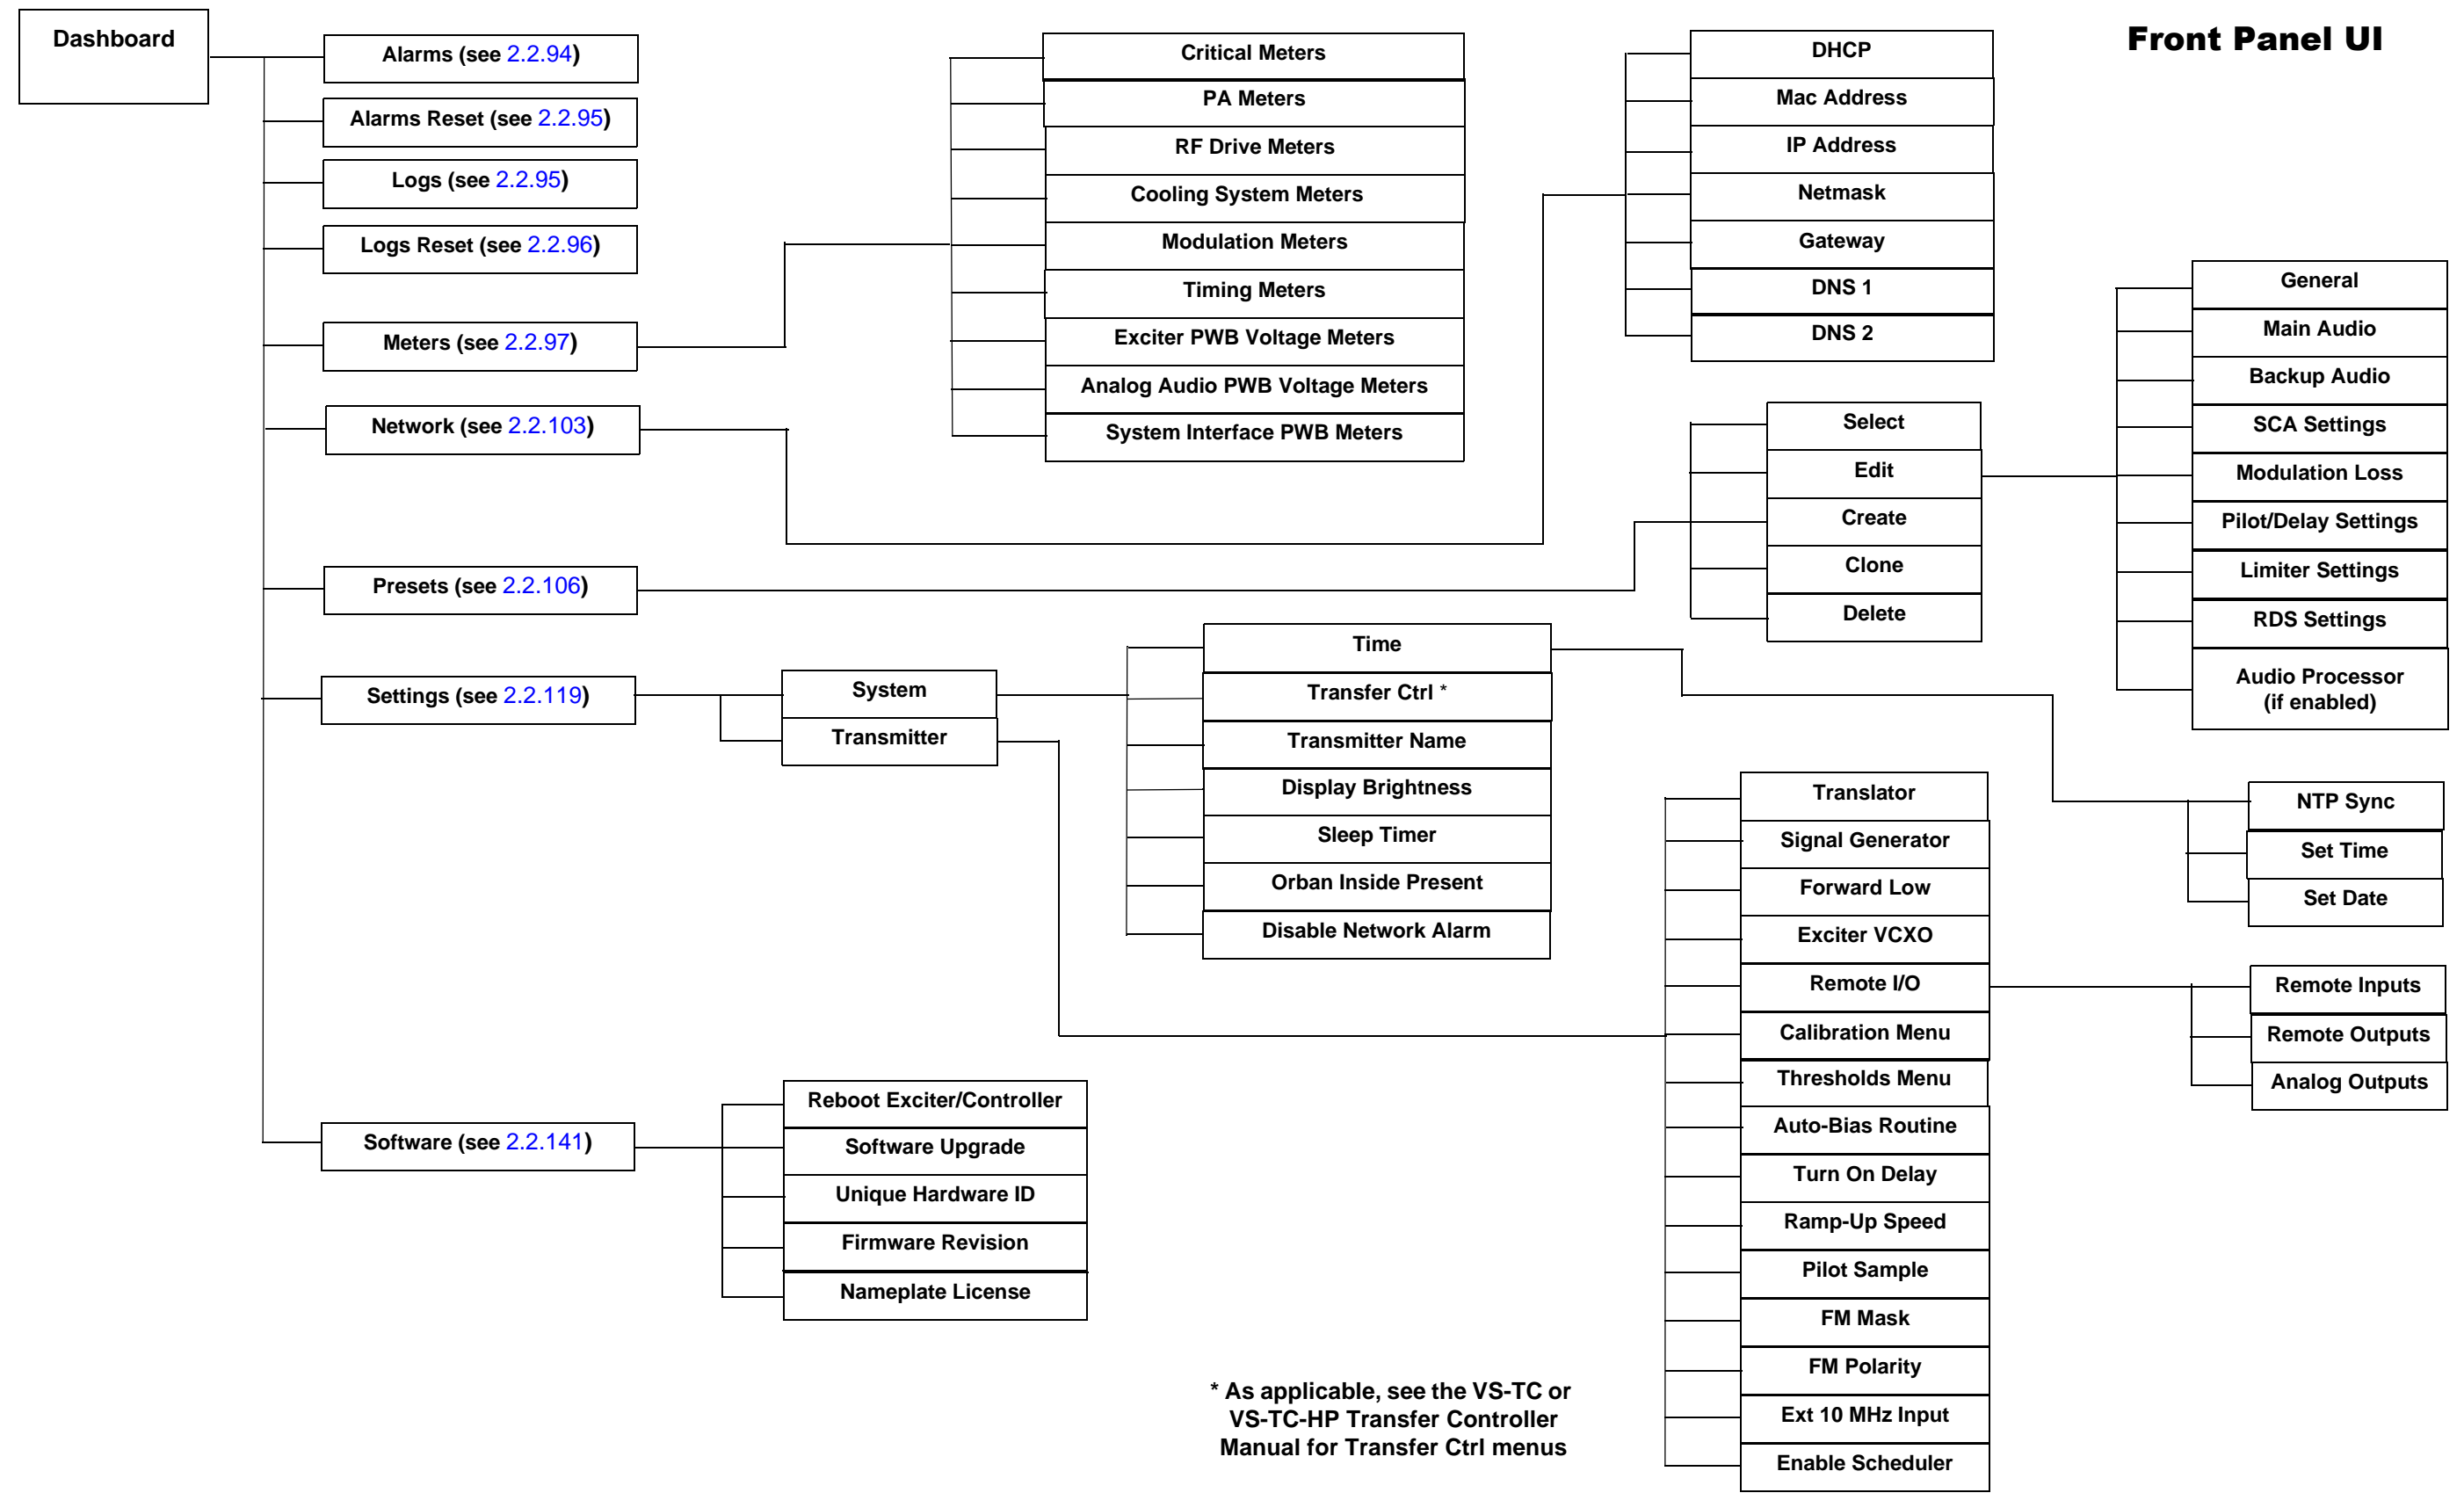 Front Panel UI
Dashboard
Alarms (see 2.2.94)
Alarms Reset (see 2.2.95)
Logs (see 2.2.95)
Logs Reset (see 2.2.96)
Meters (see 2.2.97)
Network (see 2.2.103)
Presets (see 2.2.106)
Settings (see 2.2.119)
Software (see 2.2.141)
Critical Meters
PA Meters
RF Drive Meters
Cooling System Meters
Modulation Meters
Timing Meters
Exciter PWB Voltage Meters
Analog Audio PWB Voltage Meters
System Interface PWB Meters
DHCP
Mac Address
IP Address
Netmask
Gateway
DNS 1
DNS 2
Select
Edit
Create
Clone
Delete
General
Main Audio
Backup Audio
SCA Settings
Modulation Loss
Pilot/Delay Settings
Limiter Settings
RDS Settings
Audio Processor
(if enabled)
System
Transmitter
Time
Transfer Ctrl *
Transmitter Name
Display Brightness
Sleep Timer
Orban Inside Present
Disable Network Alarm
NTP Sync
Set Time
Set Date
Translator
Signal Generator
Forward Low
Exciter VCXO
Remote I/O
Calibration Menu
Thresholds Menu
Auto-Bias Routine
Turn On Delay
Ramp-Up Speed
Pilot Sample
FM Mask
FM Polarity
Ext 10 MHz Input
Enable Scheduler
Remote Inputs
Remote Outputs
Analog Outputs
Reboot Exciter/Controller
Software Upgrade
Unique Hardware ID
Firmware Revision
Nameplate License
* As applicable, see the VS-TC or
VS-TC-HP Transfer Controller
Manual for Transfer Ctrl menus